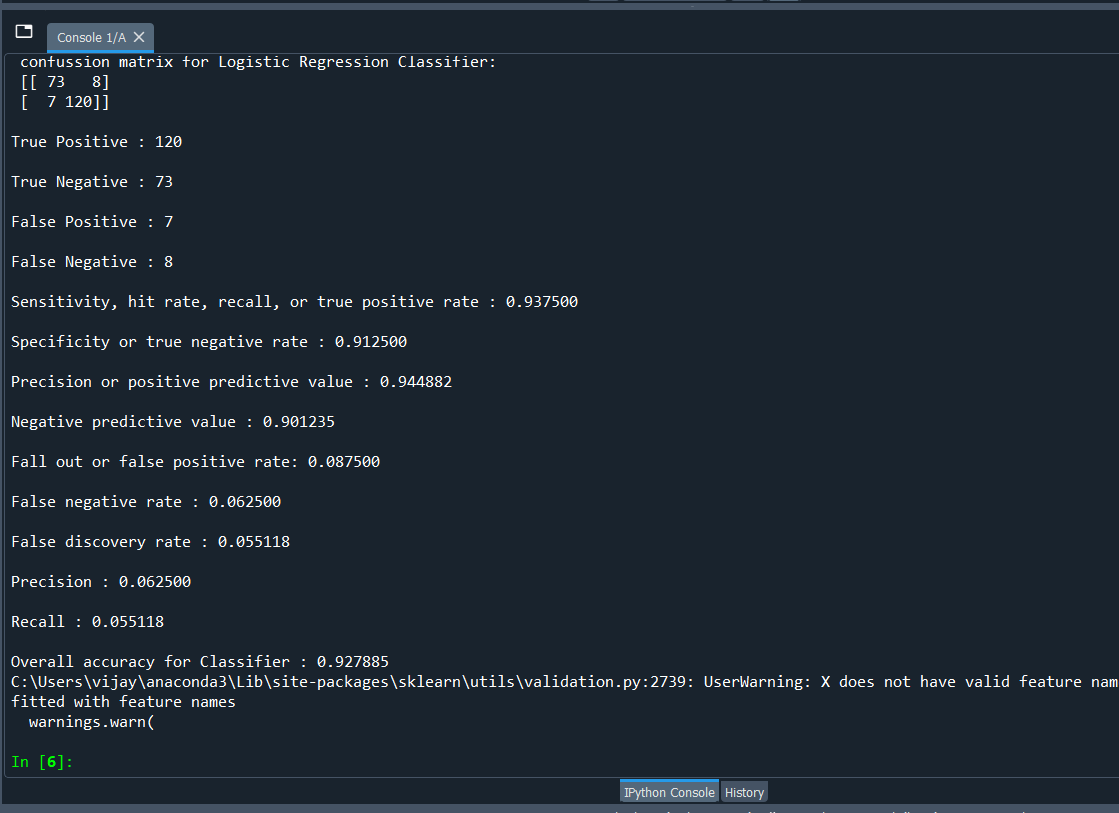 Console 1/A
confussion matrix for Logistic Regression Classifier:
[[ 73   8]
[  7 120]]
True Positive : 120
True Negative : 73
False Positive : 7
False Negative : 8
Sensitivity, hit rate, recall, or true positive rate : 0.937500
Specificity or true negative rate : 0.912500
Precision or positive predictive value : 0.944882
Negative predictive value : 0.901235
Fall out or false positive rate: 0.087500
False negative rate : 0.062500
False discovery rate : 0.055118
Precision : 0.062500
Recall : 0.055118
Overall accuracy for Classifier : 0.927885
C:\Users\vijay\anaconda3\Lib\site-packages\sklearn\utils\validation.py:2739: UserWarning: X does not have valid feature nam
fitted with feature names
warnings.warn(
In [6]:
IPython Console History